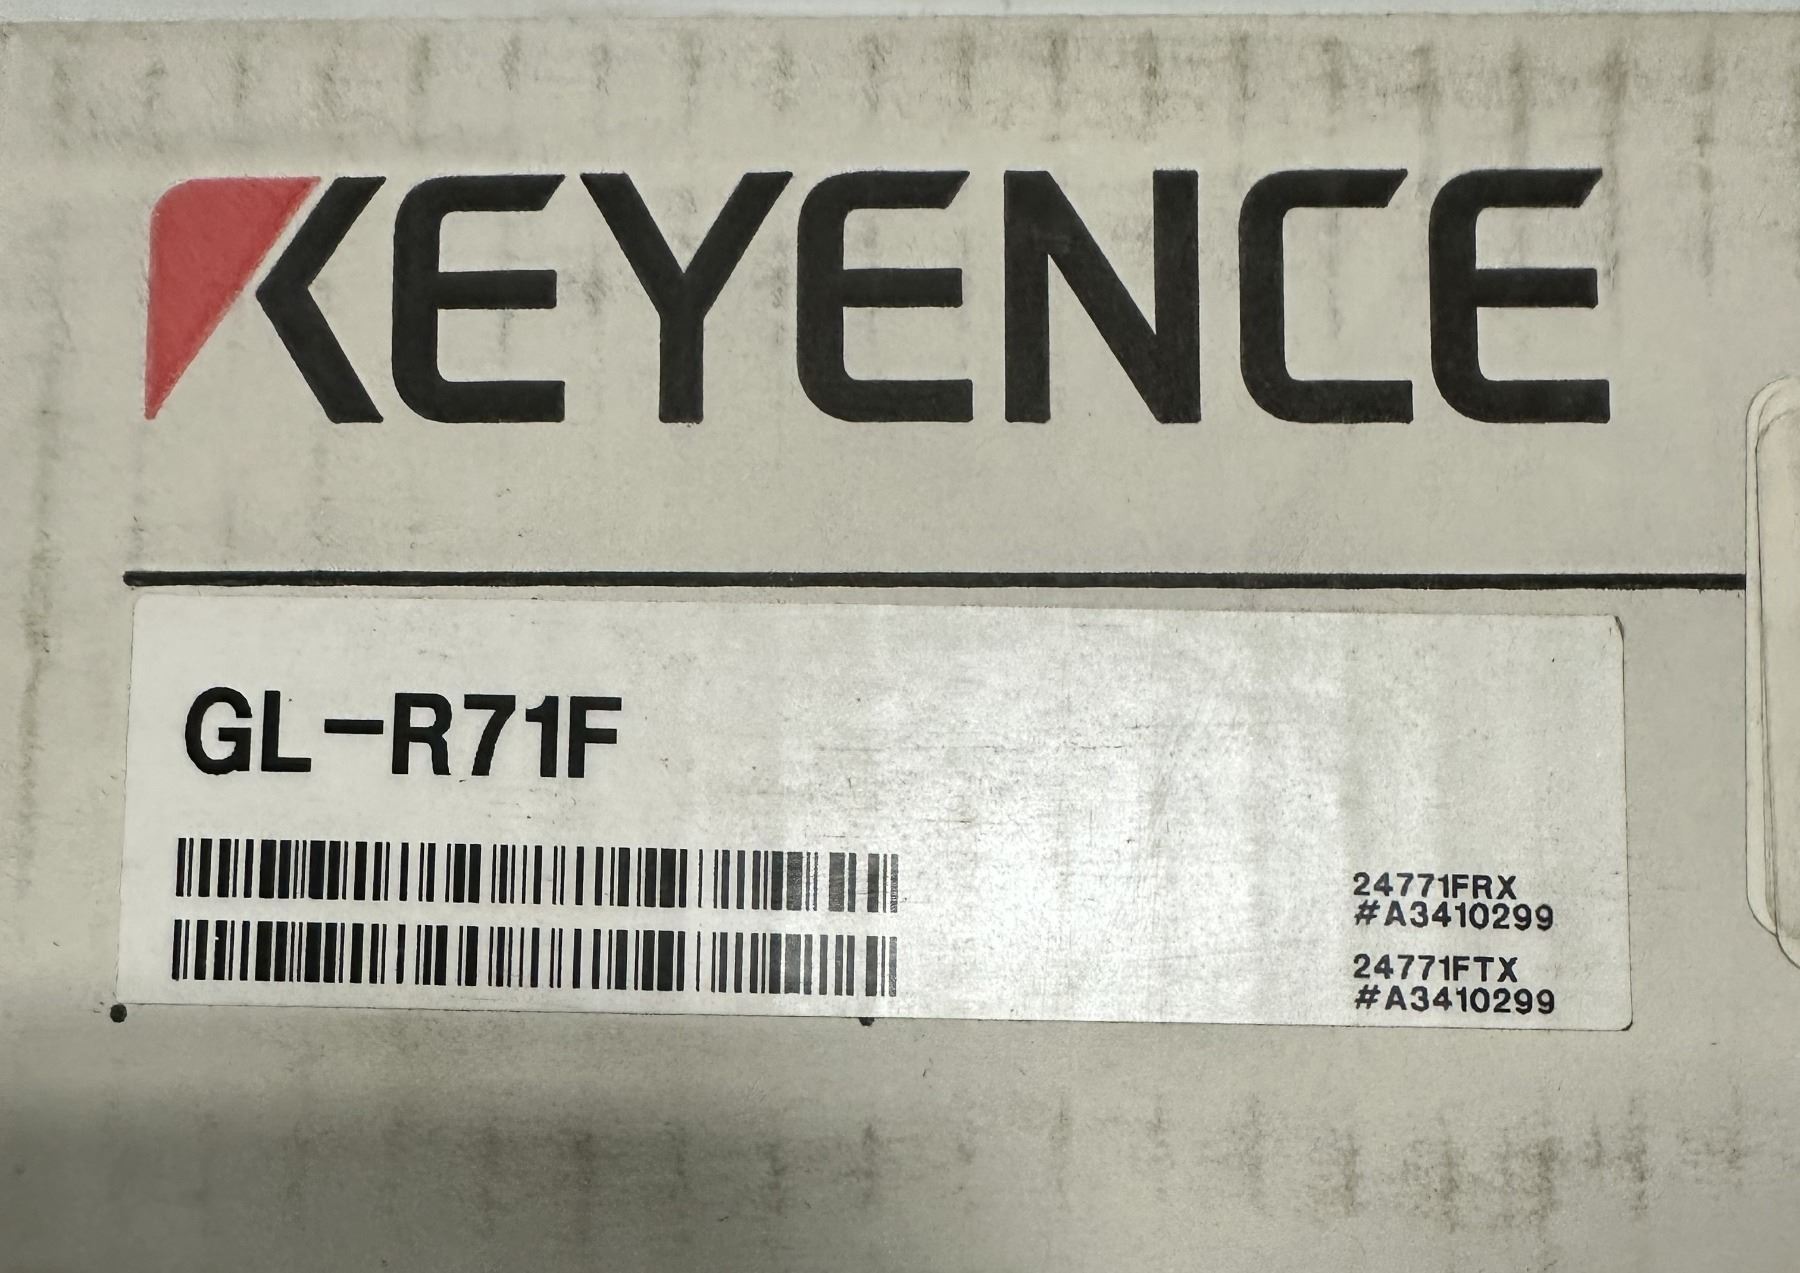 KEYENCE
GL-R71F
24771FRX
#A3410299
24771FTX
#A3410299